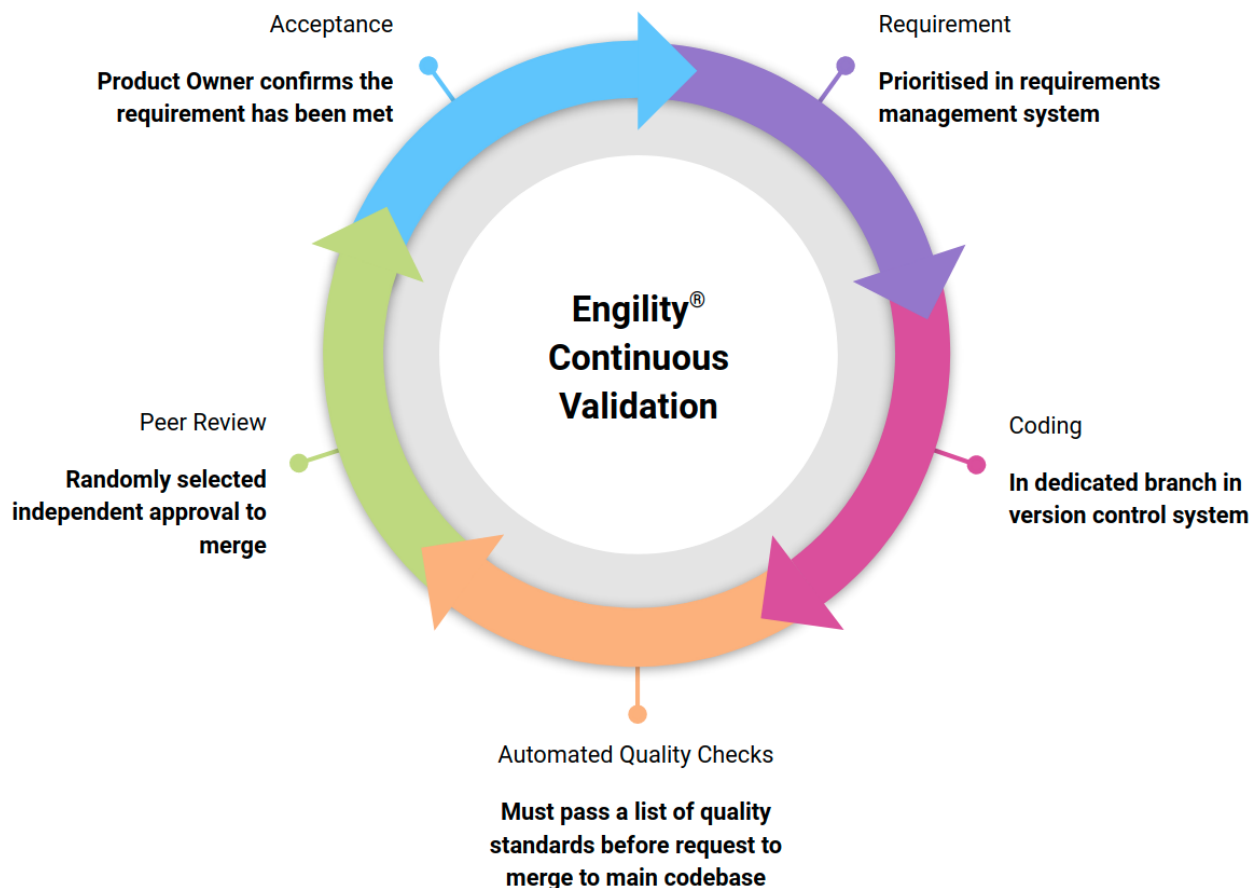 Acceptance
Product Owner confirms the
requirement has been met
Requirement
Prioritised in requirements
management system
Engility®
Continuous
Validation
Coding
In dedicated branch in
version control system
Automated Quality Checks
Must pass a list of quality
standards before request to
merge to main codebase
Peer Review
Randomly selected
independent approval to
merge